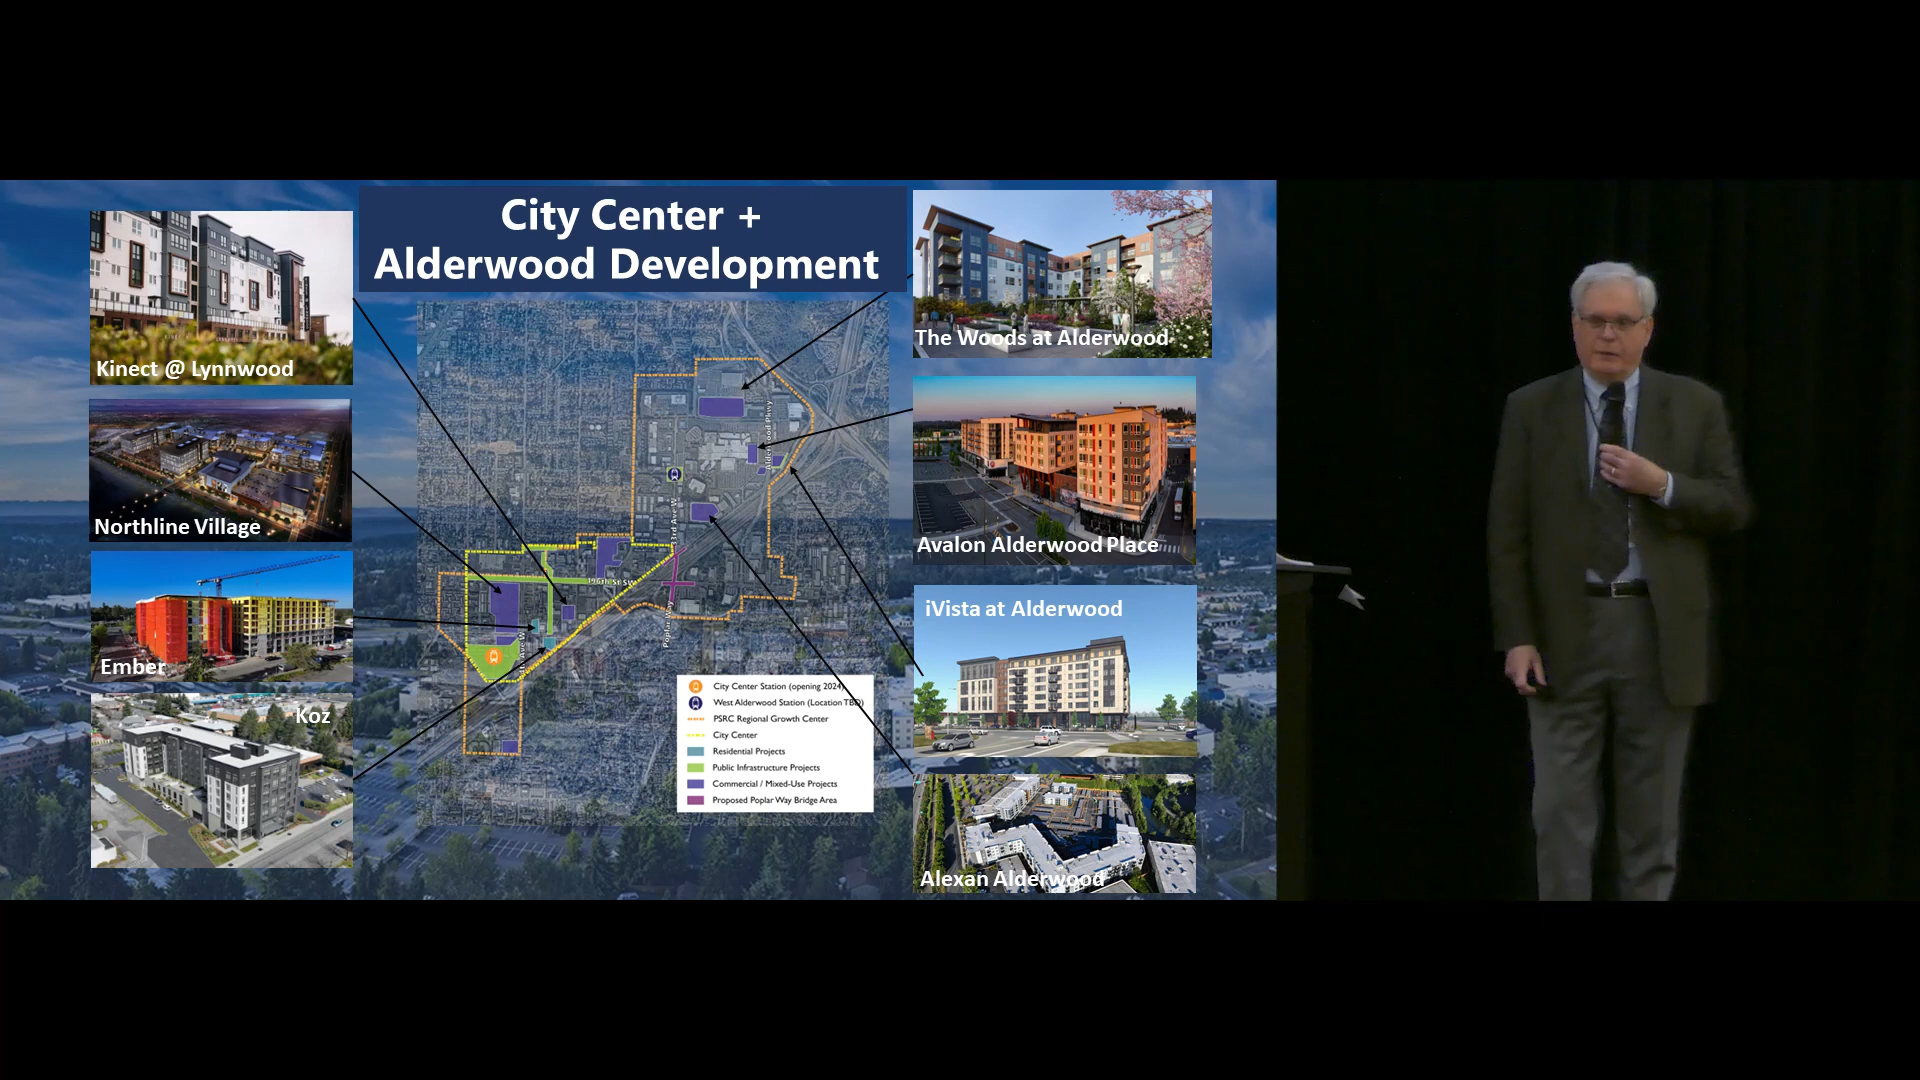 City Center +
Alderwood Development
Kinect @ Lynnwood
Northline Village
Ember
Koz
The Woods at Alderwood
Avalon Alderwood Place
iVista at Alderwood
Alexan Alderwood
Alderwood Pkwy
33rd Ave W
196th St SW
Poplar Way
City Center Station (opening 2024)
West Alderwood Station (Location TBD)
PSRC Regional Growth Center
City Center
Residential Projects
Public Infrastructure Projects
Commercial / Mixed-Use Projects
Proposed Poplar Way Bridge Area